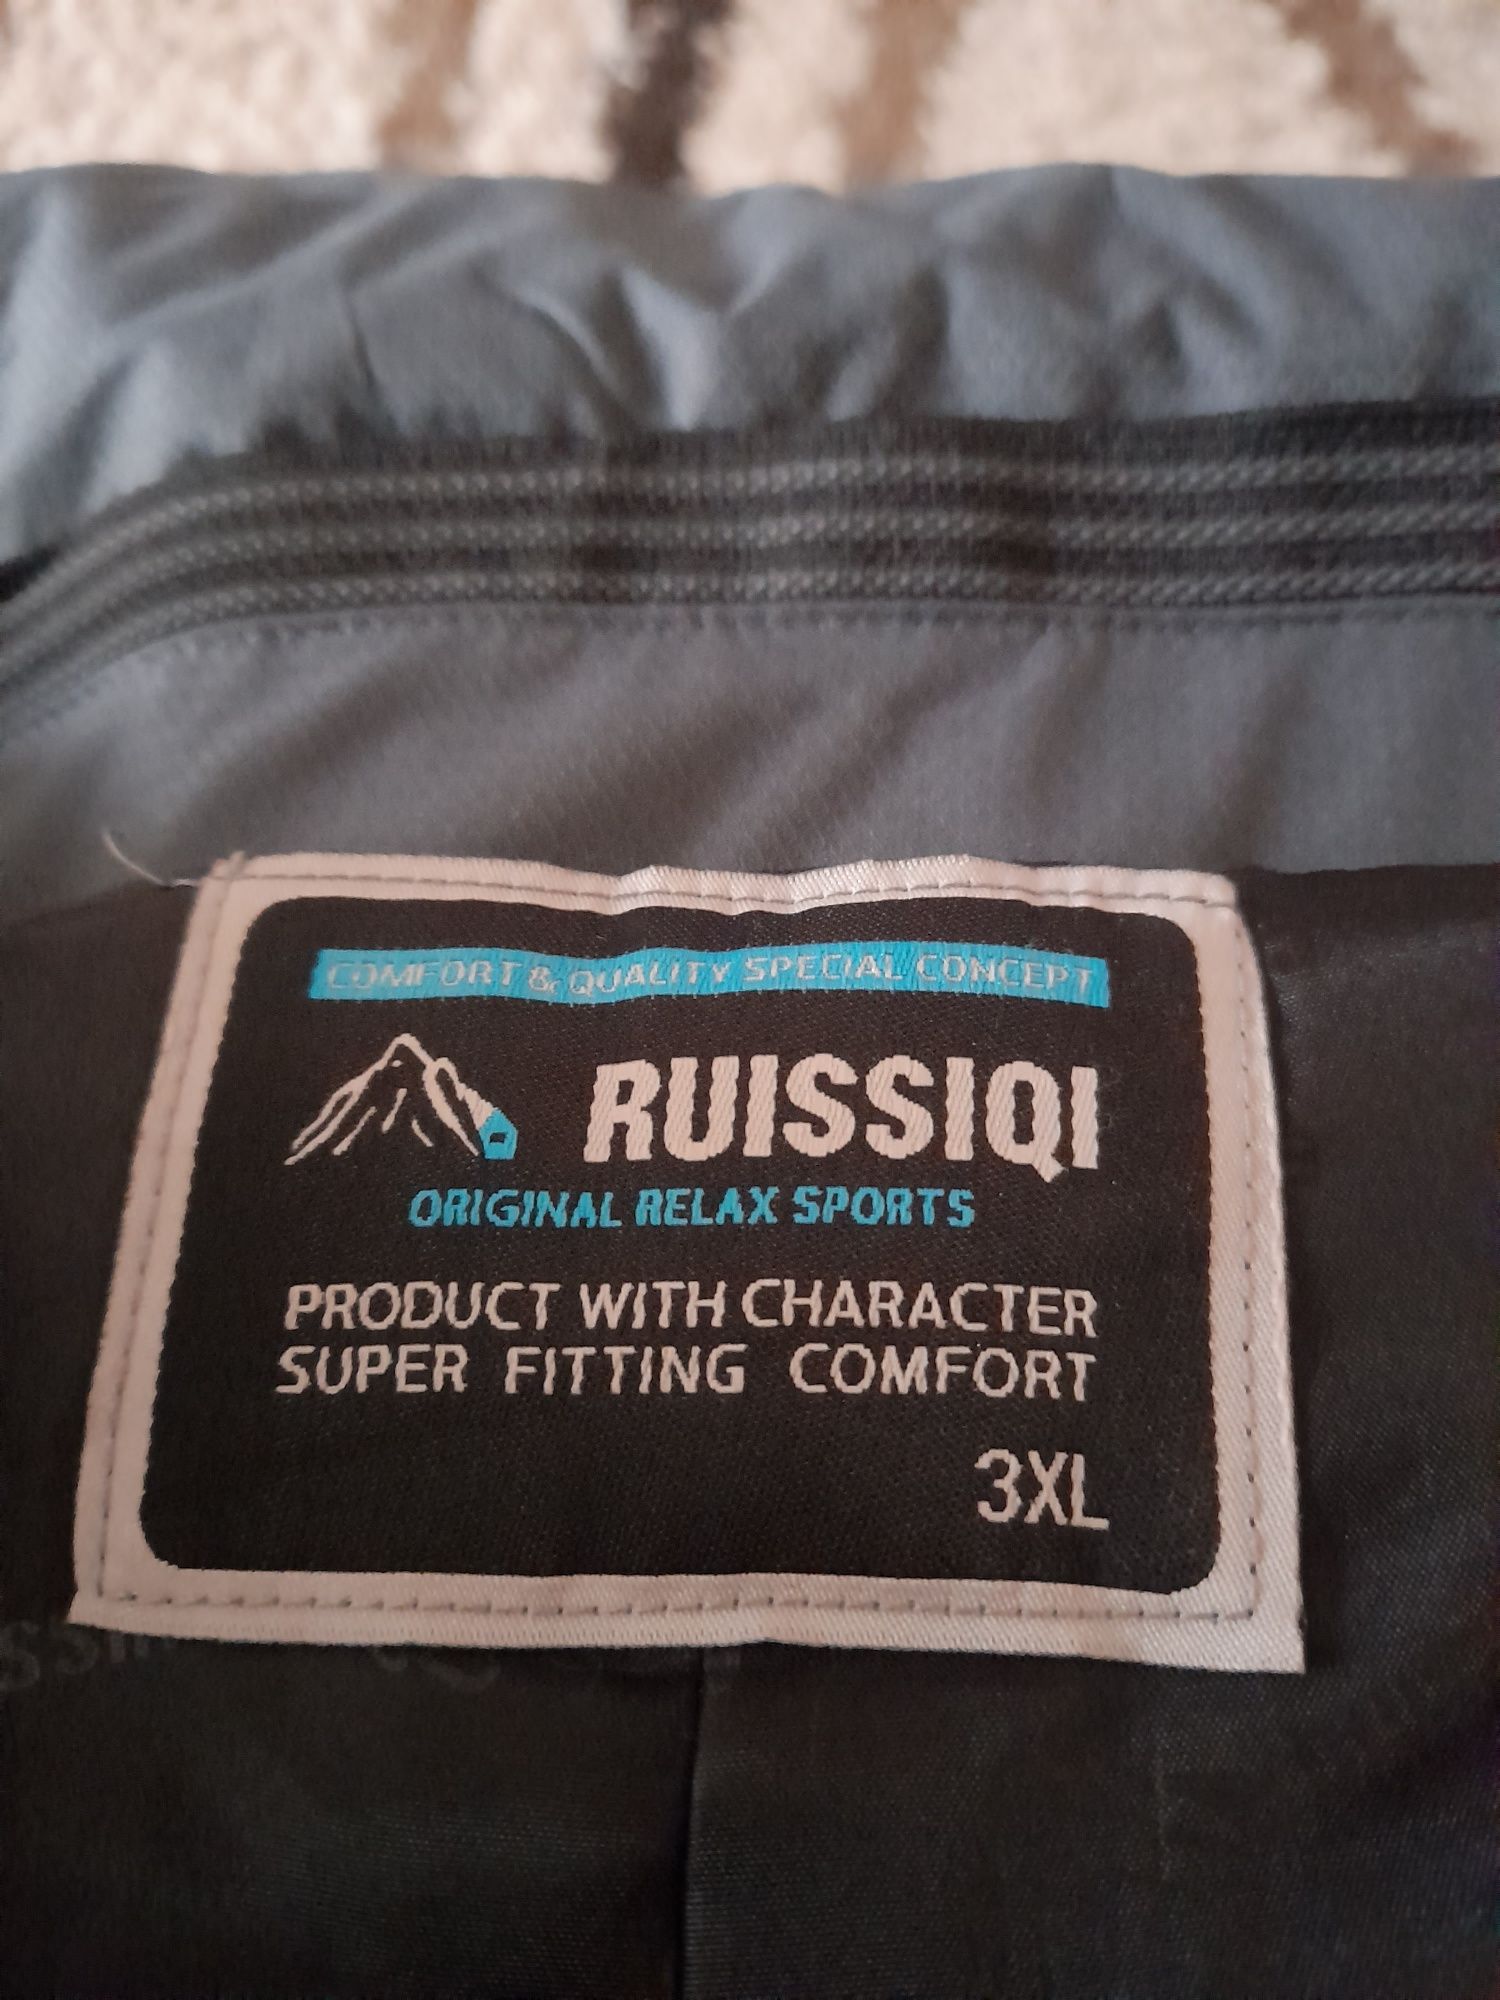 COMFORT & QUALITY SPECIAL CONCEPT
RUISSIQI
ORIGINAL RELAX SPORTS
PRODUCT WITH CHARACTER
SUPER FITTING COMFORT
3XL